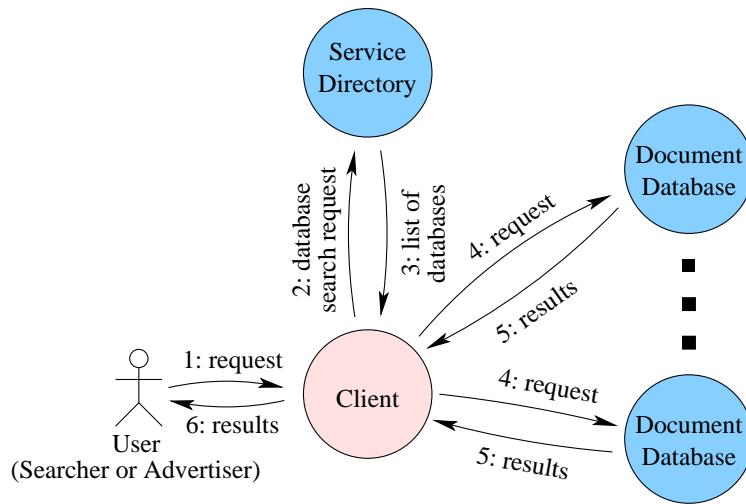 Service
Directory
Document
Database
2: database
search request
3: list of
databases
4: request
5: results
1: request
6: results
Client
4: request
5: results
Document
Database
User
(Searcher or Advertiser)